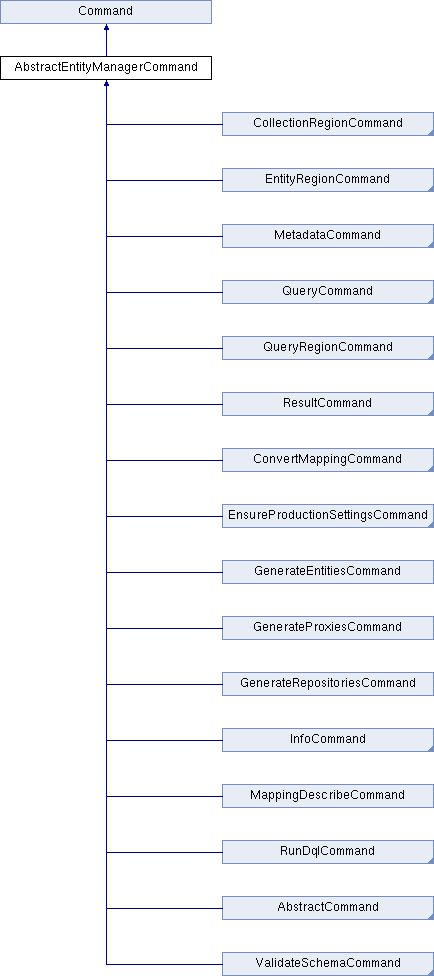 Command
AbstractEntityManagerCommand
CollectionRegionCommand
EntityRegionCommand
MetadataCommand
QueryCommand
QueryRegionCommand
ResultCommand
ConvertMappingCommand
EnsureProductionSettingsCommand
GenerateEntitiesCommand
GenerateProxiesCommand
GenerateRepositoriesCommand
InfoCommand
MappingDescribeCommand
RunDqlCommand
AbstractCommand
ValidateSchemaCommand